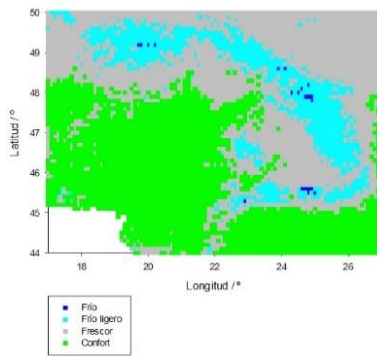 50
49
48
47
46
45
44
Latitud / º
18 20 22 24 26
Longitud / º
Frío
Frío ligero
Frescor
Confort